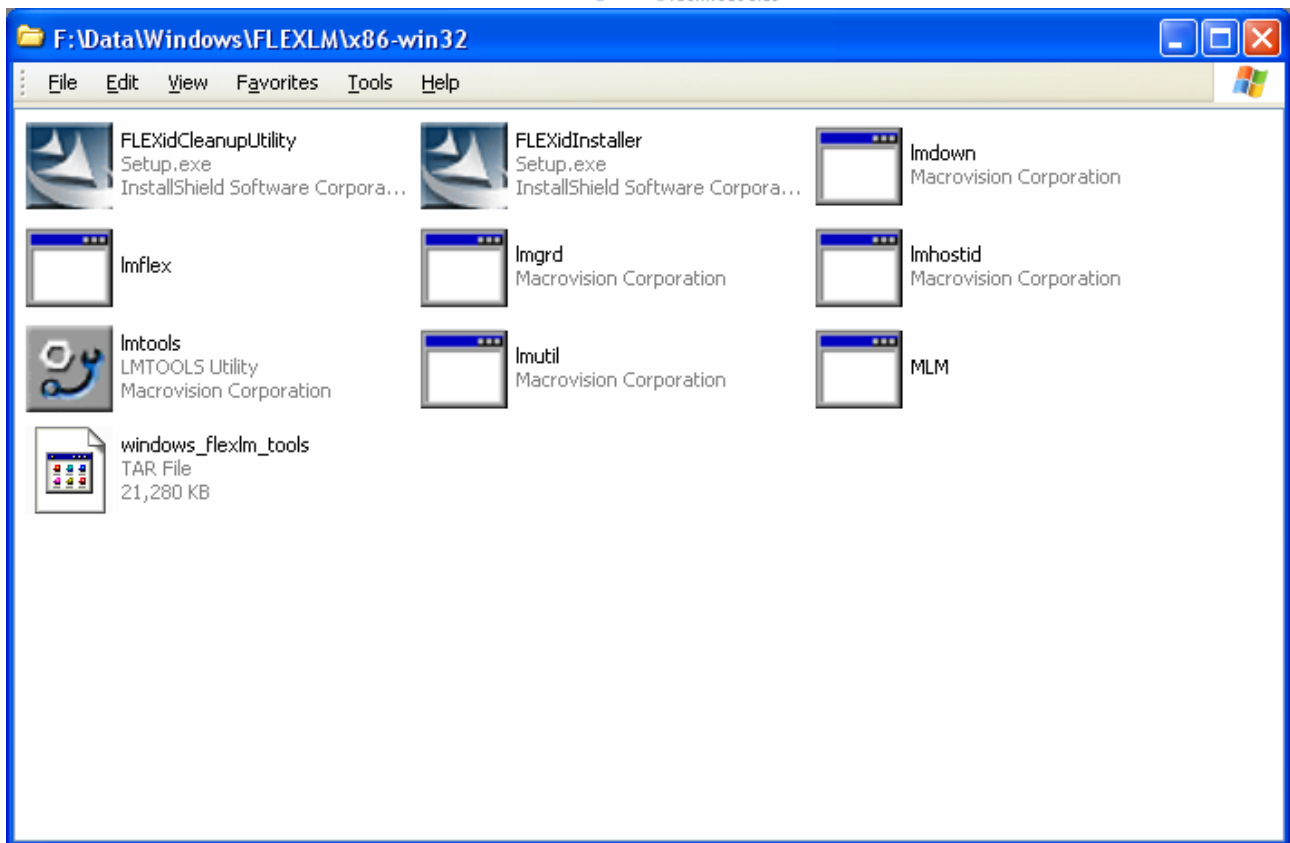 F:\Data\Windows\FLEXLM\x86-win32
File Edit View Favorites Tools Help
FLEXidCleanupUtility
Setup.exe
InstallShield Software Corpora...
FLEXidInstaller
Setup.exe
InstallShield Software Corpora...
lmdown
Macrovision Corporation
lmflex
lmgrd
Macrovision Corporation
lmhostid
Macrovision Corporation
lmtools
LMTOOLS Utility
Macrovision Corporation
lmutil
Macrovision Corporation
MLM
windows_flexlm_tools
TAR File
21,280 KB